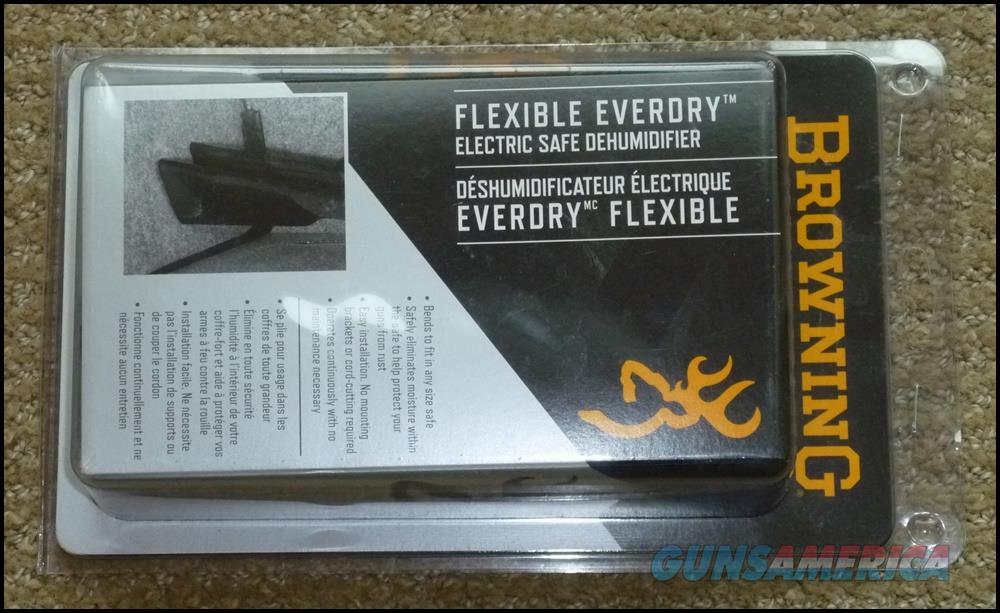 BROWNING
FLEXIBLE EVERDRY™
ELECTRIC SAFE DEHUMIDIFIER
DÉSHUMIDIFICATEUR ÉLECTRIQUE
EVERDRYᴹᶜ FLEXIBLE
• Bends to fit in any size safe
• Safely eliminates moisture within
the safe to help protect your
guns from rust
• Easy installation. No mounting
brackets or cord-cutting required
• Operates continuously with no
maintenance necessary
• Se plie pour usage dans les
coffres de toute grandeur
• Élimine en toute sécurité
l'humidité à l'intérieur de votre
coffre-fort et aide à protéger vos
armes à feu contre la rouille
• Installation facile. Ne nécessite
pas l'installation de supports ou
de couper le cordon
• Fonctionne continuellement et ne
nécessite aucun entretien
GUNSAMERICA